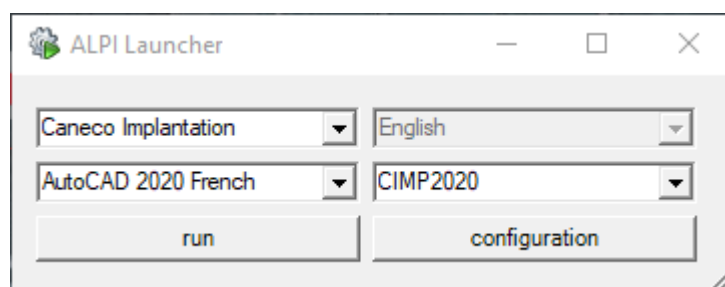 ALPI Launcher
Caneco Implantation English
AutoCAD 2020 French CIMP2020
run configuration